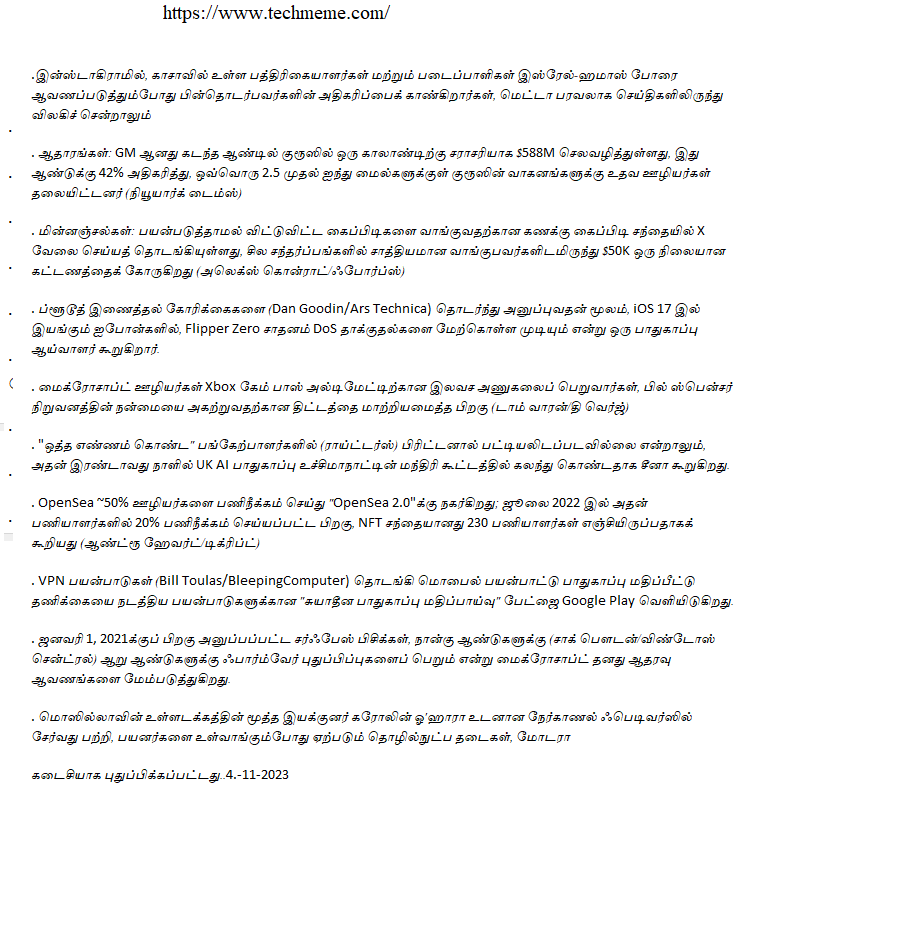 https://www.techmeme.com/
.இன்ஸ்டாகிராமில், காசாவில் உள்ள பத்திரிகையாளர்கள் மற்றும் படைப்பாளிகள் இஸ்ரேல்-ஹமாஸ் போரை
ஆவணப்படுத்தும்போது பின்தொடர்பவர்களின் அதிகரிப்பைக் காண்கிறார்கள், மெட்டா பரவலாக செய்திகளிலிருந்து
விலகிச் சென்றாலும்
. ஆதாரங்கள்: GM ஆனது கடந்த ஆண்டில் குரூஸில் ஒரு காலாண்டிற்கு சராசரியாக $588M செலவழித்துள்ளது, இது
ஆண்டுக்கு 42% அதிகரித்து, ஒவ்வொரு 2.5 முதல் ஐந்து மைல்களுக்குள் குரூஸின் வாகனங்களுக்கு உதவ ஊழியர்கள்
தலையிட்டனர் (நியூயார்க் டைம்ஸ்)
. மின்னஞ்சல்கள்: பயன்படுத்தாமல் விட்டுவிட்ட கைப்பிடிகளை வாங்குவதற்கான கணக்கு கைப்பிடி சந்தையில் X
வேலை செய்யத் தொடங்கியுள்ளது, சில சந்தர்ப்பங்களில் சாத்தியமான வாங்குபவர்களிடமிருந்து $50K ஒரு நிலையான
கட்டணத்தைக் கோருகிறது (அலெக்ஸ் கொன்ராட்/ஃபோர்ப்ஸ்)
. ப்ளூடூத் இணைத்தல் கோரிக்கைகளை (Dan Goodin/Ars Technica) தொடர்ந்து அனுப்புவதன் மூலம், iOS 17 இல்
இயங்கும் ஐபோன்களில், Flipper Zero சாதனம் DoS தாக்குதல்களை மேற்கொள்ள முடியும் என்று ஒரு பாதுகாப்பு
ஆய்வாளர் கூறுகிறார்.
. மைக்ரோசாப்ட் ஊழியர்கள் Xbox கேம் பாஸ் அல்டிமேட்டிற்கான இலவச அணுகலைப் பெறுவார்கள், பில் ஸ்பென்சர்
நிறுவனத்தின் நன்மையை அகற்றுவதற்கான திட்டத்தை மாற்றியமைத்த பிறகு (டாம் வாரன்/தி வெர்ஜ்)
. "ஒத்த எண்ணம் கொண்ட" பங்கேற்பாளர்களில் (ராய்ட்டர்ஸ்) பிரிட்டனால் பட்டியலிடப்படவில்லை என்றாலும்,
அதன் இரண்டாவது நாளில் UK AI பாதுகாப்பு உச்சிமாநாட்டின் மந்திரி கூட்டத்தில் கலந்து கொண்டதாக சீனா கூறுகிறது.
. OpenSea ~50% ஊழியர்களை பணிநீக்கம் செய்து "OpenSea 2.0"க்கு நகர்கிறது; ஜூலை 2022 இல் அதன்
பணியாளர்களில் 20% பணிநீக்கம் செய்யப்பட்ட பிறகு, NFT சந்தையானது 230 பணியாளர்கள் எஞ்சியிருப்பதாகக்
கூறியது (ஆண்ட்ரூ ஹேவர்ட்/டிக்ரிப்ட்)
. VPN பயன்பாடுகள் (Bill Toulas/BleepingComputer) தொடங்கி மொபைல் பயன்பாட்டு பாதுகாப்பு மதிப்பீட்டு
தணிக்கையை நடத்திய பயன்பாடுகளுக்கான "சுயாதீன பாதுகாப்பு மதிப்பாய்வு" பேட்ஜை Google Play வெளியிடுகிறது.
. ஜனவரி 1, 2021க்குப் பிறகு அனுப்பப்பட்ட சர்ஃபேஸ் பிசிக்கள், நான்கு ஆண்டுகளுக்கு (சாக் பௌடன்/விண்டோஸ்
சென்ட்ரல்) ஆறு ஆண்டுகளுக்கு ஃபார்ம்வேர் புதுப்பிப்புகளைப் பெறும் என்று மைக்ரோசாப்ட் தனது ஆதரவு
ஆவணங்களை மேம்படுத்துகிறது.
. மொஸில்லாவின் உள்ளடக்கத்தின் மூத்த இயக்குனர் கரோலின் ஓ'ஹாரா உடனான நேர்காணல் ஃபெடிவர்ஸில்
சேர்வது பற்றி, பயனர்களை உள்வாங்கும்போது ஏற்படும் தொழில்நுட்ப தடைகள், மோடரா
கடைசியாக புதுப்பிக்கப்பட்டது..4.-11-2023